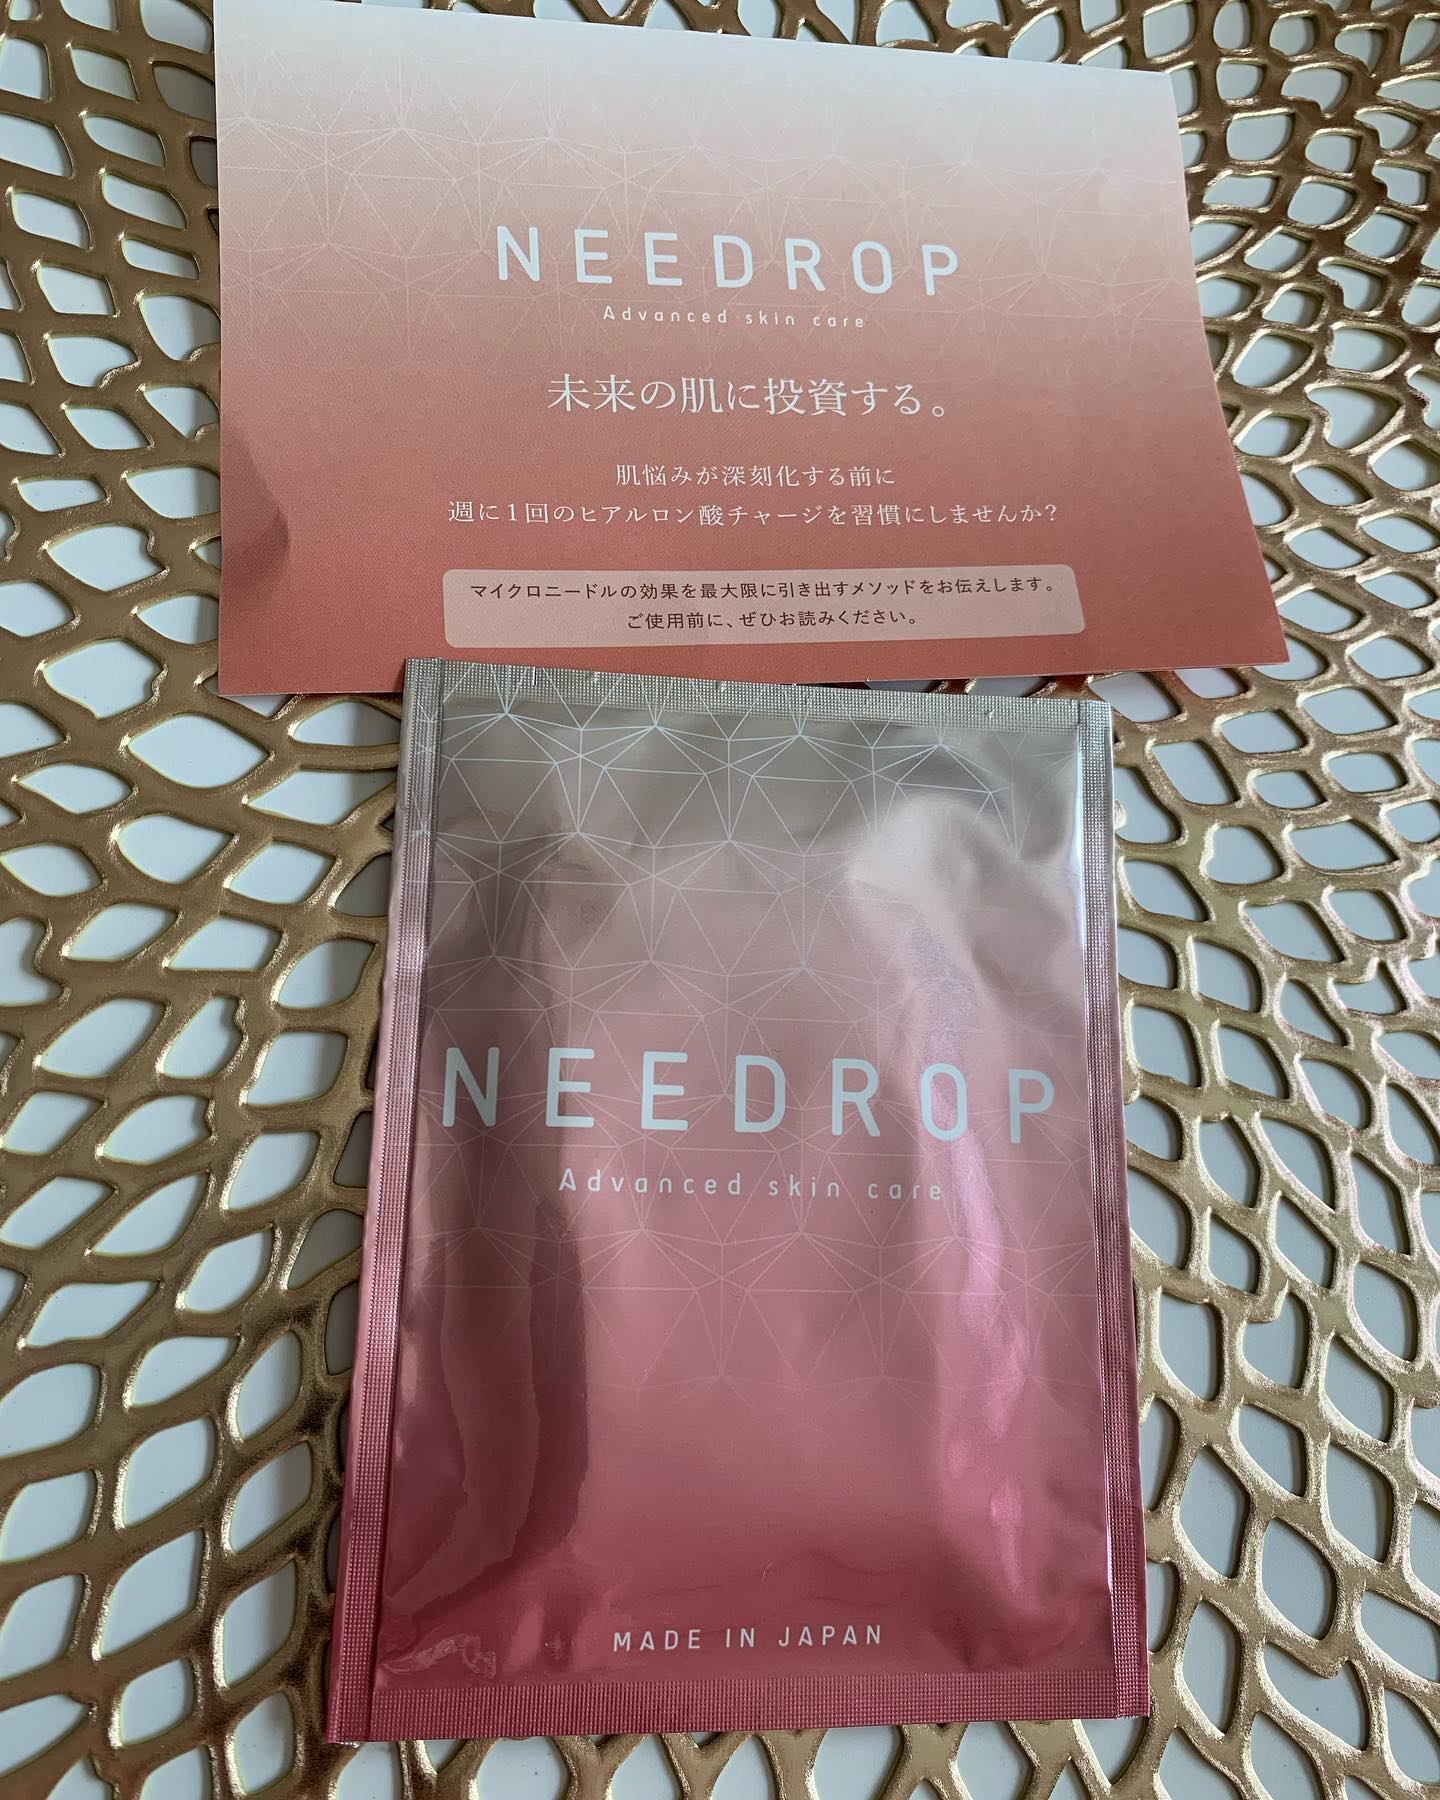 NEEDROP
Advanced skin care
未来の肌に投資する。
肌悩みが深刻化する前に
週に1回のヒアルロン酸チャージを習慣にしませんか?
マイクロニードルの効果を最大限に引き出すメソッドをお伝えします。
ご使用前に、ぜひお読みください。
NEEDROP
Advanced skin care
MADE IN JAPAN